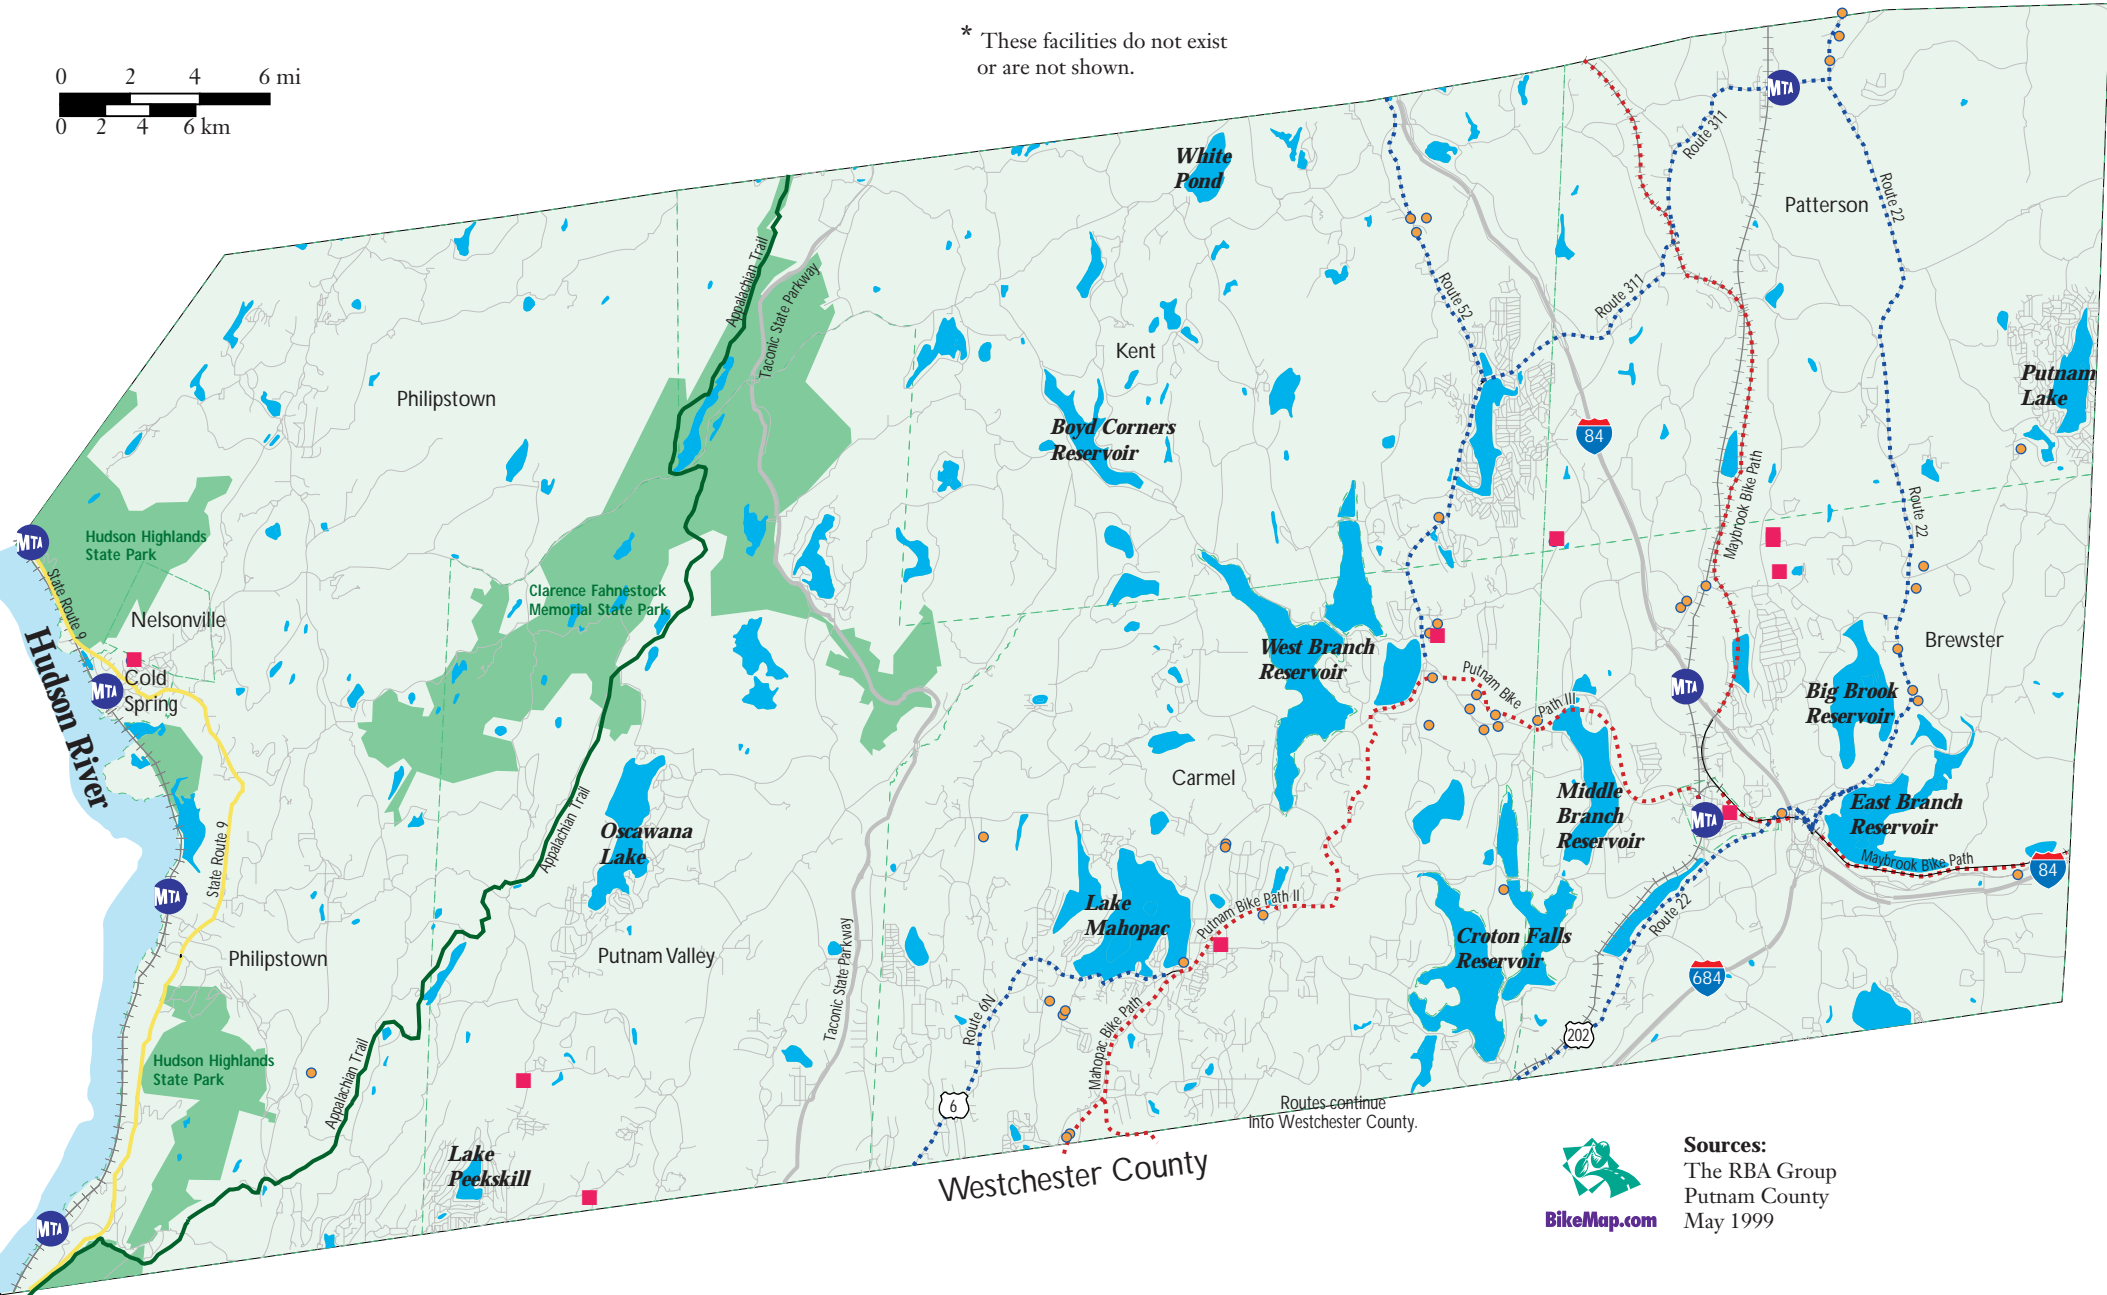 * These facilities do not exist
or are not shown.
0 2 4 6 mi
0 2 4 6 km
MTA
Route 311
White
Pond
Patterson
Route 22
Appalachian Trail
Taconic State Parkway
Route 52
Route 311
Kent
Putnam
Lake
Philipstown
Boyd Corners
Reservoir
84
Maybrook Bike Path
Route 22
MTA
Hudson Highlands
State Park
State Route 9
Clarence Fahnestock
Memorial State Park
Nelsonville
Hudson River
West Branch
Reservoir
Brewster
MTA
Cold
Spring
Putnam Bike
Path III
MTA
Big Brook
Reservoir
Carmel
Middle
Branch
Reservoir
MTA
East Branch
Reservoir
Maybrook Bike Path
84
Oscawana
Lake
Appalachian Trail
State Route 9
MTA
Lake
Mahopac
Putnam Bike Path II
Route 22
Croton Falls
Reservoir
Philipstown
Putnam Valley
Taconic State Parkway
684
Route 6N
Mahopac Bike Path
202
Hudson Highlands
State Park
Appalachian Trail
6
Routes continue
Into Westchester County.
Lake
Peekskill
Westchester County
MTA
BikeMap.com
Sources:
The RBA Group
Putnam County
May 1999